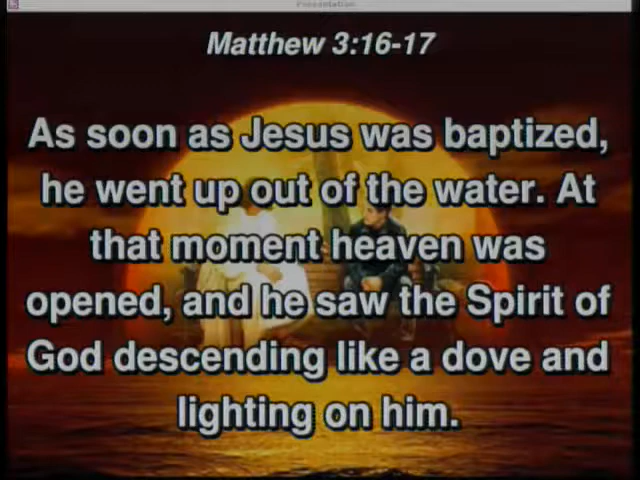 Presentation
Matthew 3:16-17
As soon as Jesus was baptized,
he went up out of the water. At
that moment heaven was
opened, and he saw the Spirit of
God descending like a dove and
lighting on him.